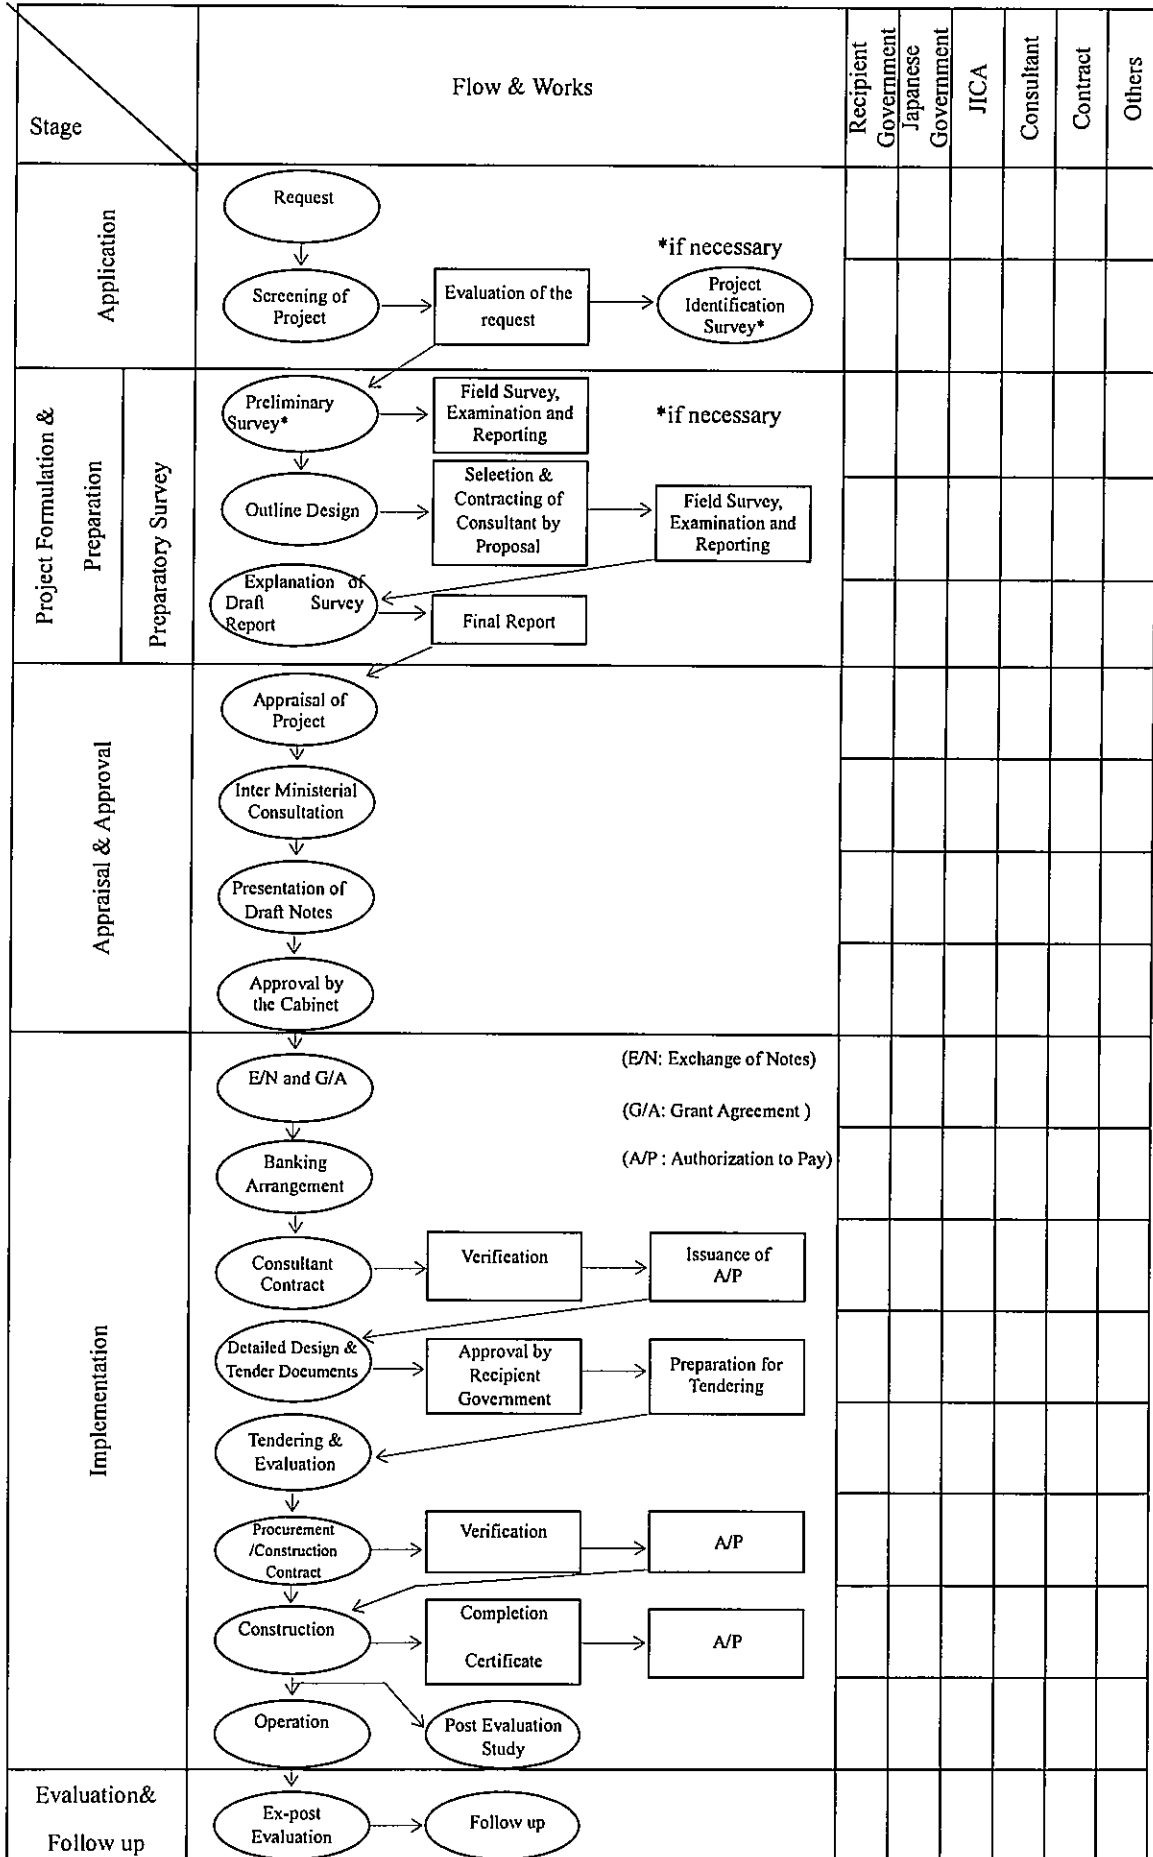 Stage
Flow & Works
Recipient
Government
Japanese
Government
JICA
Consultant
Contract
Others
Application
Request
*if necessary
Screening of
Project
Evaluation of the
request
Project
Identification
Survey*
Project Formulation &
Preparation
Preparatory Survey
Preliminary
Survey*
Field Survey,
Examination and
Reporting
*if necessary
Outline Design
Selection &
Contracting of
Consultant by
Proposal
Field Survey,
Examination and
Reporting
Explanation of
Draft Survey
Report
Final Report
Appraisal & Approval
Appraisal of
Project
Inter Ministerial
Consultation
Presentation of
Draft Notes
Approval by
the Cabinet
Implementation
E/N and G/A
(E/N: Exchange of Notes)
(G/A: Grant Agreement )
(A/P : Authorization to Pay)
Banking
Arrangement
Consultant
Contract
Verification
Issuance of
A/P
Detailed Design &
Tender Documents
Approval by
Recipient
Government
Preparation for
Tendering
Tendering &
Evaluation
Procurement
/Construction
Contract
Verification
A/P
Construction
Completion
Certificate
A/P
Operation
Post Evaluation
Study
Evaluation&
Follow up
Ex-post
Evaluation
Follow up